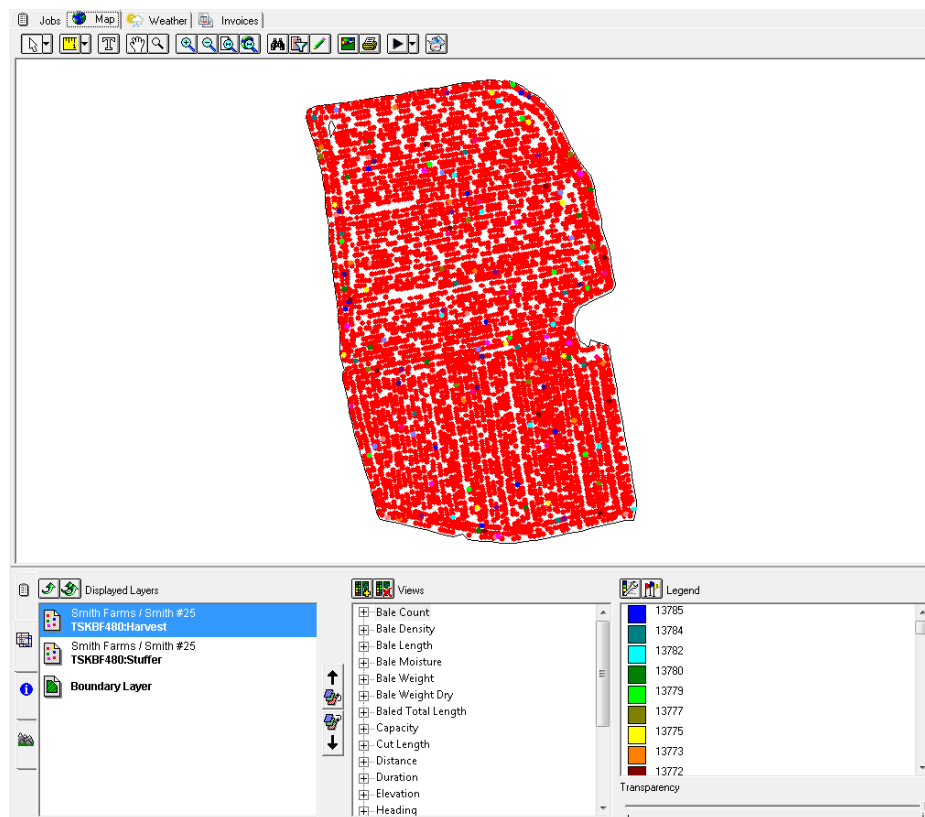 Jobs Map Weather Invoices
T
Displayed Layers
Smith Farms / Smith #25
TSKBF480:Harvest
Smith Farms / Smith #25
TSKBF480:Stuffer
Boundary Layer
Views
Bale Count
Bale Density
Bale Length
Bale Moisture
Bale Weight
Bale Weight Dry
Baled Total Length
Capacity
Cut Length
Distance
Duration
Elevation
Heading
Legend
13785
13784
13782
13780
13779
13777
13775
13773
13772
Transparency